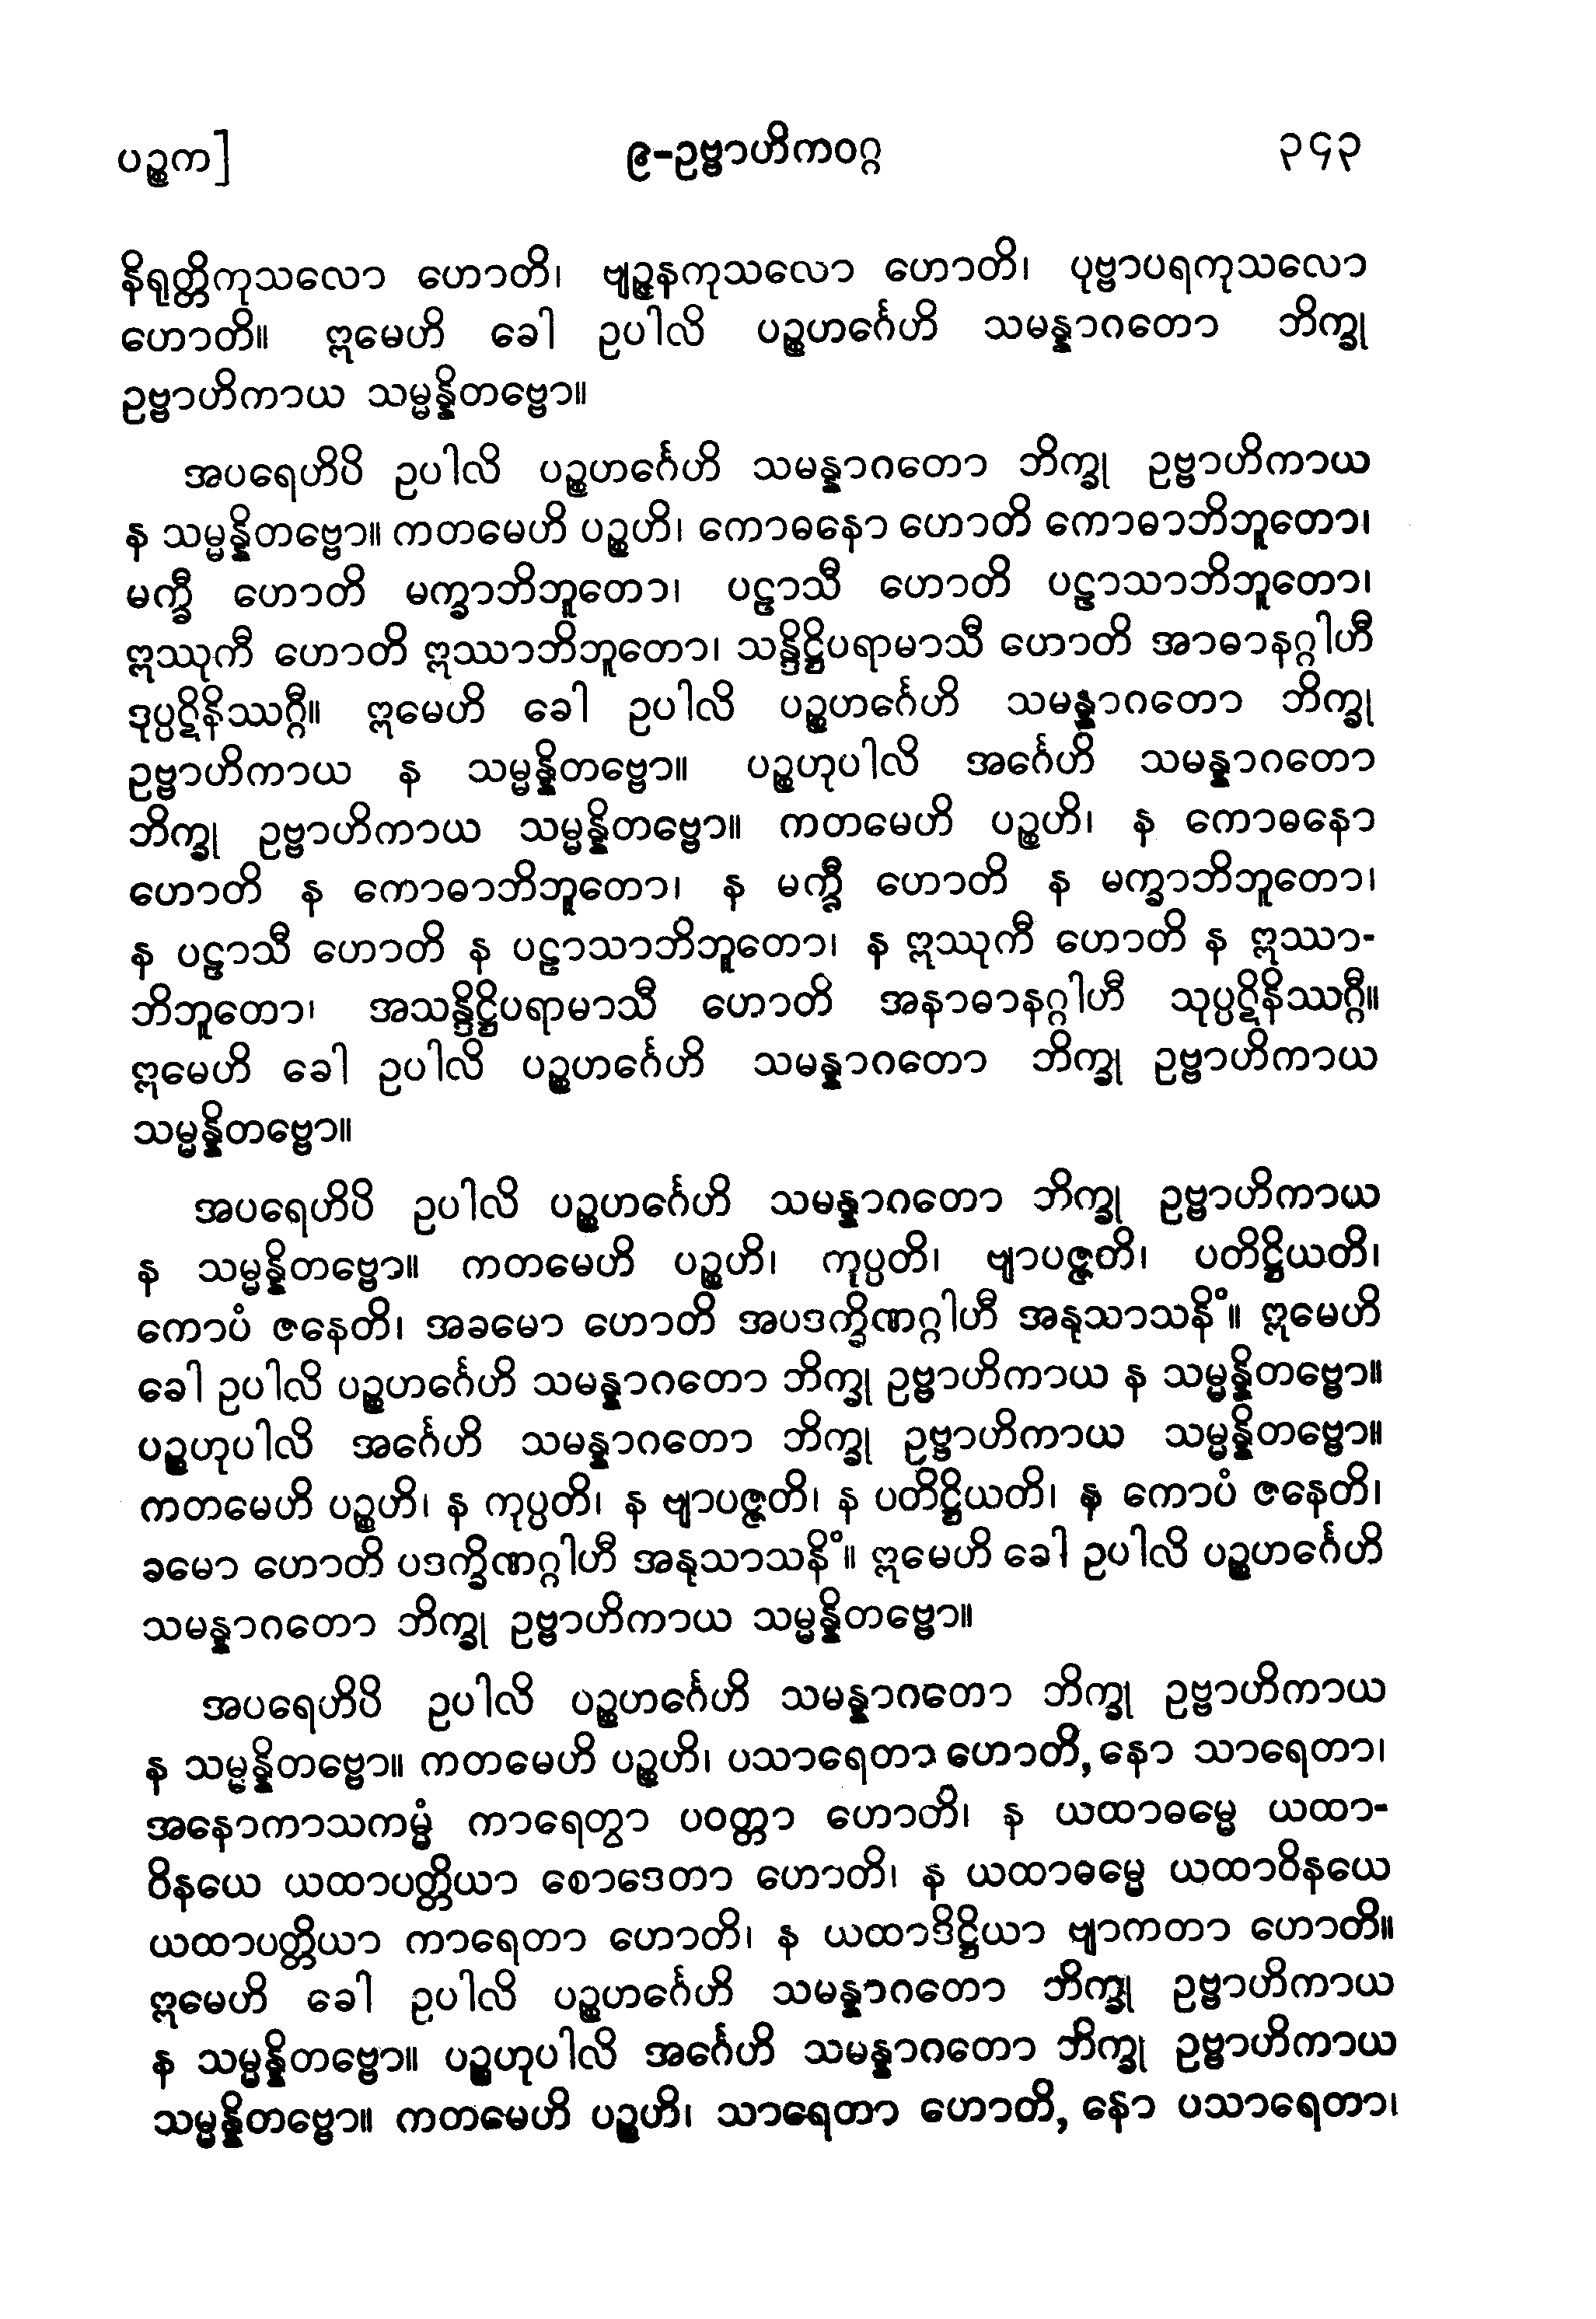 ပဉ္စက]
၉-ဥဗ္ဗာဟိကဝဂ္ဂ
၃၄၃
နိရုတ္တိကုသလော ဟောတိ၊ ဗျဉ္ဇနကုသလော ဟောတိ၊ ပုဗ္ဗာပရကုသလော
ဟောတိ။ ဣမေဟိ ခေါ ဥပါလိ ပဉ္စဟင်္ဂေဟိ သမန္နာဂတော ဘိက္ခု
ဥဗ္ဗာဟိကာယ သမ္မန္နိတဗ္ဗော။
အပရေဟိပိ ဥပါလိ ပဉ္စဟင်္ဂေဟိ သမန္နာဂတော ဘိက္ခု ဥဗ္ဗာဟိကာယ
န သမ္မန္နိတဗ္ဗော။ ကတမေဟိ ပဉ္စဟိ၊ ကောဓနော ဟောတိ ကောဓာဘိဘူတော၊
မက္ခီ ဟောတိ မက္ခာဘိဘူတော၊ ပဠာသီ ဟောတိ ပဠာသာဘိဘူတော၊
ဣဿုကီ ဟောတိ ဣဿာဘိဘူတော၊ သန္ဒိဋ္ဌိပရာမာသီ ဟောတိ အာဓာနဂ္ဂါဟီ
ဒုပ္ပဋိနိဿဂ္ဂီ။ ဣမေဟိ ခေါ ဥပါလိ ပဉ္စဟင်္ဂေဟိ သမန္နာဂတော ဘိက္ခု
ဥဗ္ဗာဟိကာယ န သမ္မန္နိတဗ္ဗော။ ပဉ္စဟုပါလိ အင်္ဂေဟိ သမန္နာဂတော
ဘိက္ခု ဥဗ္ဗာဟိကာယ သမ္မန္နိတဗ္ဗော။ ကတမေဟိ ပဉ္စဟိ၊ န ကောဓနော
ဟောတိ န ကောဓာဘိဘူတော၊ န မက္ခီ ဟောတိ န မက္ခာဘိဘူတော၊
န ပဠာသီ ဟောတိ န ပဠာသာဘိဘူတော၊ န ဣဿုကီ ဟောတိ န ဣဿာ-
ဘိဘူတော၊ အသန္ဒိဋ္ဌိပရာမာသီ ဟောတိ အနာဓာနဂ္ဂါဟီ သုပ္ပဋိနိဿဂ္ဂီ။
ဣမေဟိ ခေါ ဥပါလိ ပဉ္စဟင်္ဂေဟိ သမန္နာဂတော ဘိက္ခု ဥဗ္ဗာဟိကာယ
သမ္မန္နိတဗ္ဗော။
အပရေဟိပိ ဥပါလိ ပဉ္စဟင်္ဂေဟိ သမန္နာဂတော ဘိက္ခု ဥဗ္ဗာဟိကာယ
န သမ္မန္နိတဗ္ဗော။ ကတမေဟိ ပဉ္စဟိ၊ ကုပ္ပတိ၊ ဗျာပဇ္ဇတိ၊ ပတိဋ္ဌိယတိ၊
ကောပံ ဇနေတိ၊ အခမော ဟောတိ အပဒက္ခိဏဂ္ဂါဟီ အနုသာသနိံ။ ဣမေဟိ
ခေါ ဥပါလိ ပဉ္စဟင်္ဂေဟိ သမန္နာဂတော ဘိက္ခု ဥဗ္ဗာဟိကာယ န သမ္မန္နိတဗ္ဗော။
ပဉ္စဟုပါလိ အင်္ဂေဟိ သမန္နာဂတော ဘိက္ခု ဥဗ္ဗာဟိကာယ သမ္မန္နိတဗ္ဗော။
ကတမေဟိ ပဉ္စဟိ၊ န ကုပ္ပတိ၊ န ဗျာပဇ္ဇတိ၊ န ပတိဋ္ဌိယတိ၊ န ကောပံ ဇနေတိ၊
ခမော ဟောတိ ပဒက္ခိဏဂ္ဂါဟီ အနုသာသနိံ။ ဣမေဟိ ခေါ ဥပါလိ ပဉ္စဟင်္ဂေဟိ
သမန္နာဂတော ဘိက္ခု ဥဗ္ဗာဟိကာယ သမ္မန္နိတဗ္ဗော။
အပရေဟိပိ ဥပါလိ ပဉ္စဟင်္ဂေဟိ သမန္နာဂတော ဘိက္ခု ဥဗ္ဗာဟိကာယ
န သမ္မန္နိတဗ္ဗော။ ကတမေဟိ ပဉ္စဟိ၊ ပသာရေတာ ဟောတိ, နော သာရေတာ၊
အနောကာသကမ္မံ ကာရေတွာ ပဝတ္တာ ဟောတိ၊ န ယထာဓမ္မေ ယထာ-
ဝိနယေ ယထာပတ္တိယာ စောဒေတာ ဟောတိ၊ န ယထာဓမ္မေ ယထာဝိနယေ
ယထာပတ္တိယာ ကာရေတာ ဟောတိ၊ န ယထာဒိဋ္ဌိယာ ဗျာကတာ ဟောတိ။
ဣမေဟိ ခေါ ဥပါလိ ပဉ္စဟင်္ဂေဟိ သမန္နာဂတော ဘိက္ခု ဥဗ္ဗာဟိကာယ
န သမ္မန္နိတဗ္ဗော။ ပဉ္စဟုပါလိ အင်္ဂေဟိ သမန္နာဂတော ဘိက္ခု ဥဗ္ဗာဟိကာယ
သမ္မန္နိတဗ္ဗော။ ကတမေဟိ ပဉ္စဟိ၊ သာရေတာ ဟောတိ, နော ပသာရေတာ၊